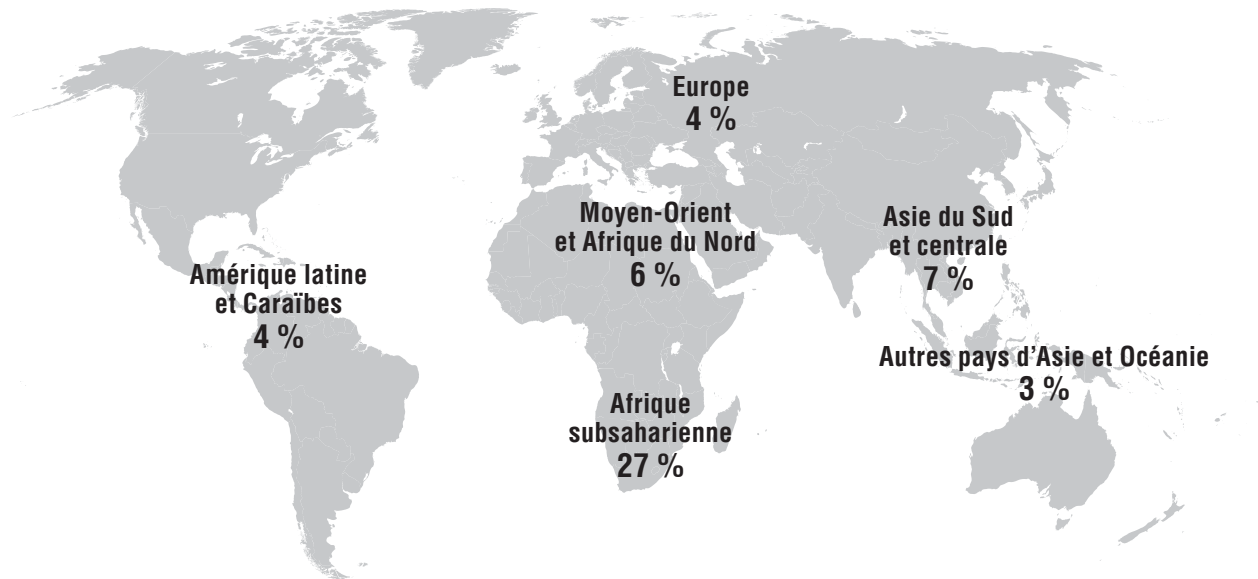 Europe
4 %
Moyen-Orient
et Afrique du Nord
6 %
Asie du Sud
et centrale
7 %
Amérique latine
et Caraïbes
4 %
Autres pays d'Asie et Océanie
3 %
Afrique
subsaharienne
27 %